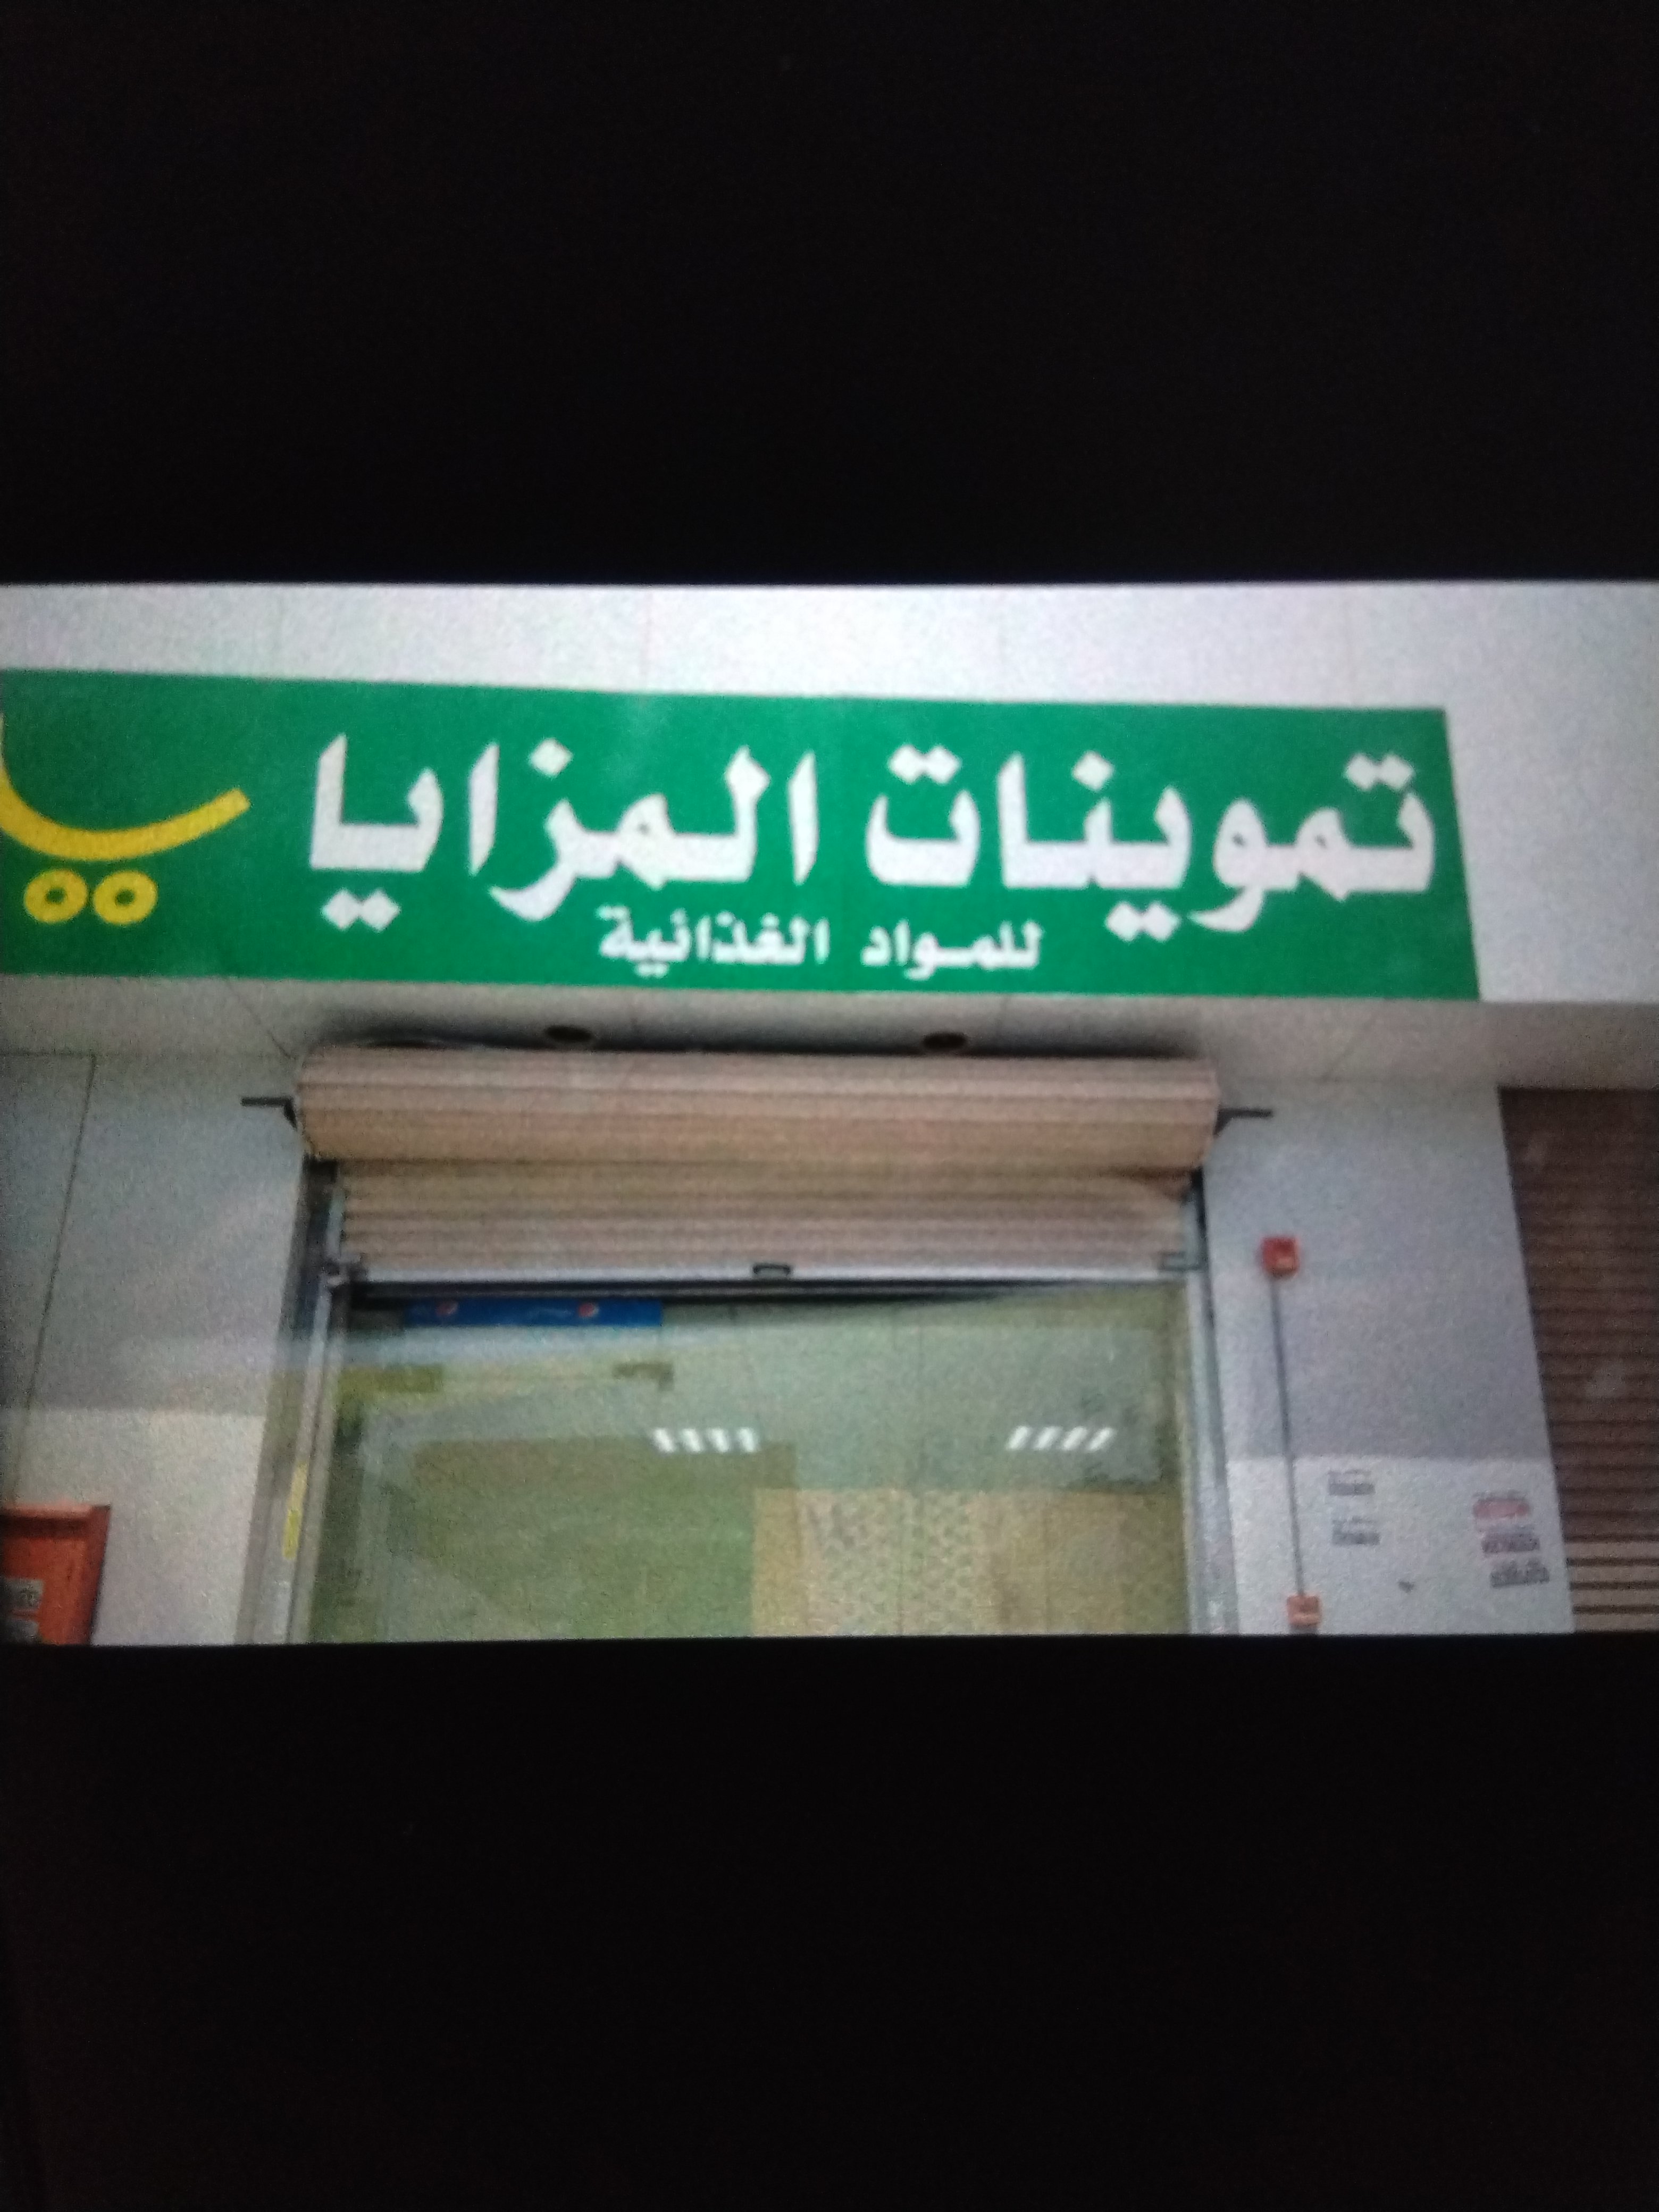 تموينات المزايا
للمواد الغذائية